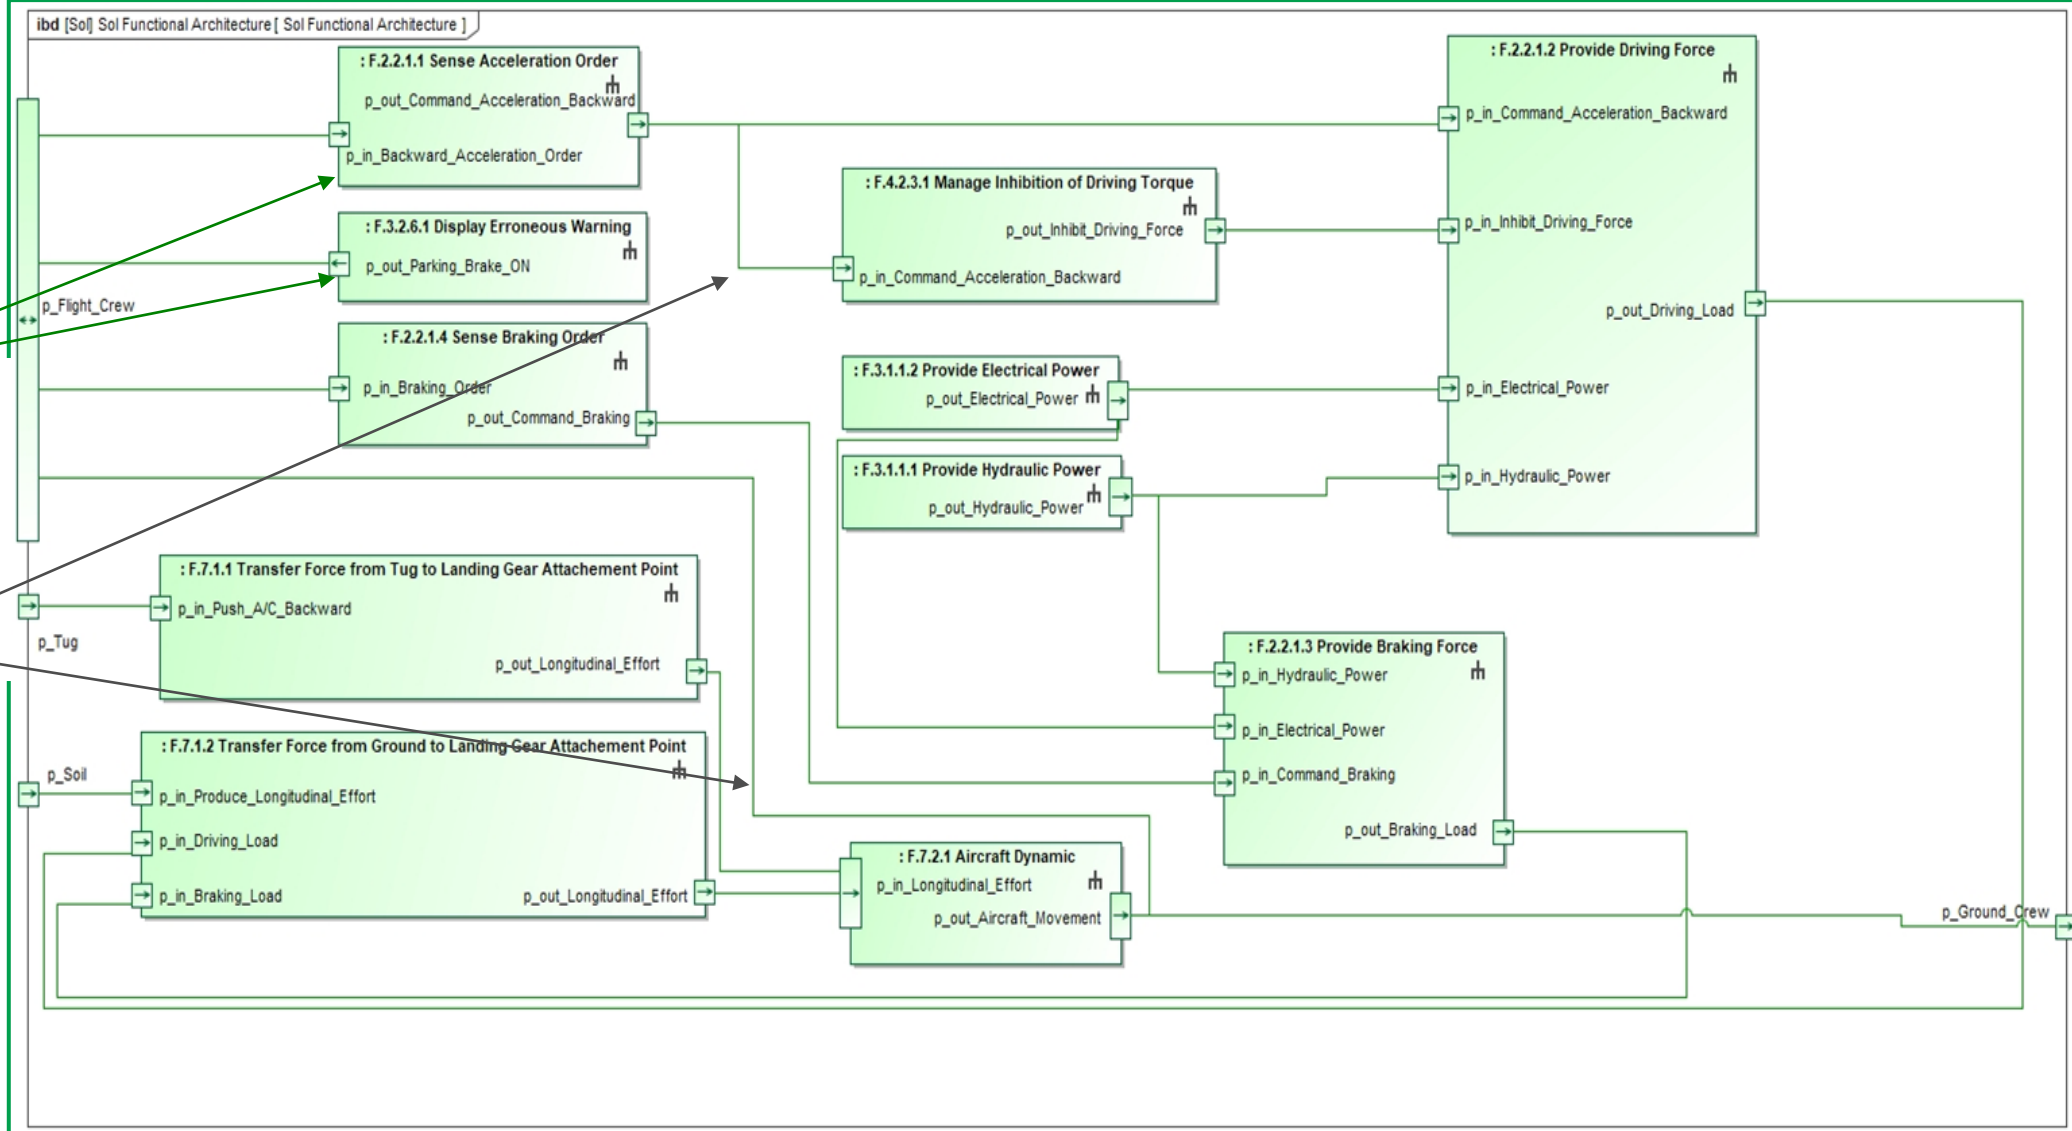 ibd [SoI] SoI Functional Architecture [ SoI Functional Architecture ]
: F.2.2.1.1 Sense Acceleration Order
p_out_Command_Acceleration_Backward
p_in_Backward_Acceleration_Order
: F.3.2.6.1 Display Erroneous Warning
p_out_Parking_Brake_ON
p_Flight_Crew
: F.2.2.1.4 Sense Braking Order
p_in_Braking_Order
p_out_Command_Braking
: F.4.2.3.1 Manage Inhibition of Driving Torque
p_out_Inhibit_Driving_Force
p_in_Command_Acceleration_Backward
: F.2.2.1.2 Provide Driving Force
p_in_Command_Acceleration_Backward
p_in_Inhibit_Driving_Force
p_out_Driving_Load
p_in_Electrical_Power
p_in_Hydraulic_Power
: F.3.1.1.2 Provide Electrical Power
p_out_Electrical_Power
: F.3.1.1.1 Provide Hydraulic Power
p_out_Hydraulic_Power
: F.7.1.1 Transfer Force from Tug to Landing Gear Attachement Point
p_in_Push_A/C_Backward
p_Tug
p_out_Longitudinal_Effort
: F.2.2.1.3 Provide Braking Force
p_in_Hydraulic_Power
p_in_Electrical_Power
p_in_Command_Braking
p_out_Braking_Load
: F.7.1.2 Transfer Force from Ground to Landing Gear Attachement Point
p_Soil
p_in_Produce_Longitudinal_Effort
p_in_Driving_Load
p_in_Braking_Load
p_out_Longitudinal_Effort
: F.7.2.1 Aircraft Dynamic
p_in_Longitudinal_Effort
p_out_Aircraft_Movement
p_Ground_Crew